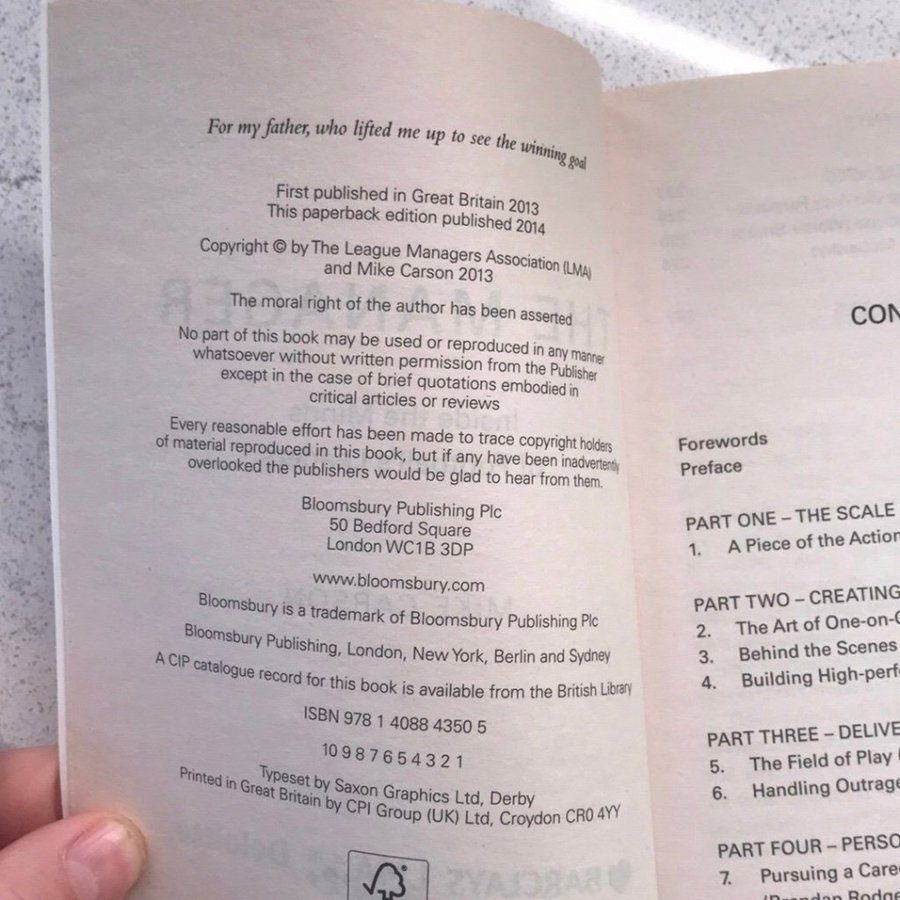 For my father, who lifted me up to see the winning goal
First published in Great Britain 2013
This paperback edition published 2014
Copyright © by The League Managers Association (LMA)
and Mike Carson 2013
The moral right of the author has been asserted
No part of this book may be used or reproduced in any manner
whatsoever without written permission from the Publisher
except in the case of brief quotations embodied in
critical articles or reviews
Every reasonable effort has been made to trace copyright holders
of material reproduced in this book, but if any have been inadvertently
overlooked the publishers would be glad to hear from them.
Bloomsbury Publishing Plc
50 Bedford Square
London WC1B 3DP
www.bloomsbury.com
Bloomsbury is a trademark of Bloomsbury Publishing Plc
Bloomsbury Publishing, London, New York, Berlin and Sydney
A CIP catalogue record for this book is available from the British Library
ISBN 978 1 4088 4350 5
10 9 8 7 6 5 4 3 2 1
Typeset by Saxon Graphics Ltd, Derby
Printed in Great Britain by CPI Group (UK) Ltd, Croydon CR0 4YY
CON
Forewords
Preface
PART ONE – THE SCALE
1. A Piece of the Action
PART TWO – CREATING
2. The Art of One-on-
3. Behind the Scenes
4. Building High-perf
PART THREE – DELIVE
5. The Field of Play
6. Handling Outrage
PART FOUR – PERSO
7. Pursuing a Care
(Brendan Rodge